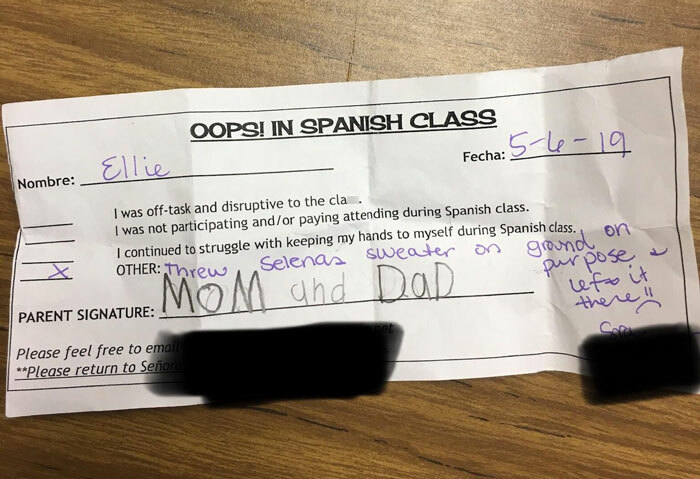 OOPS! IN SPANISH CLASS
Nombre: Ellie
Fecha: 5-6-19
I was off-task and disruptive to the cla .
I was not participating and/or paying attending during Spanish class.
I continued to struggle with keeping my hands to myself during Spanish class.
X OTHER: Threw Selenas sweater on ground on
purpose &
left it
there!!
PARENT SIGNATURE: MOM and DaD
Please feel free to email
net
**Please return to Señora